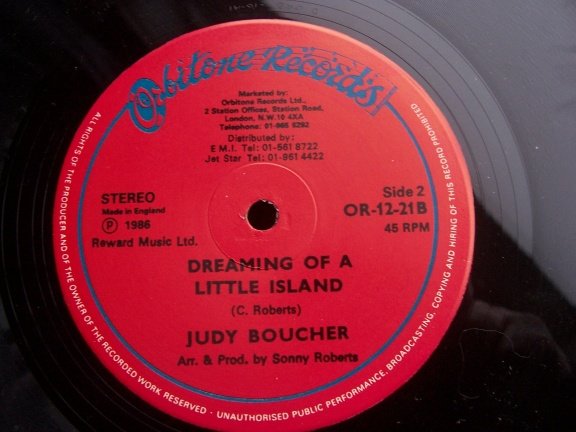 Orbitone Records
Marketed by:
Orbitone Records Ltd.,
2 Station Offices, Station Road,
London, N.W.10 4XA
Telephone: 01-965 8292
Distributed by:
E M I. Tel: 01-561 8722
Jet Star Tel: 01-961 4422
STEREO
Made in England
Ⓟ 1986
Reward Music Ltd.
Side 2
OR-12-21B
45 RPM
DREAMING OF A
LITTLE ISLAND
(C. Roberts)
JUDY BOUCHER
Arr. & Prod. by Sonny Roberts
ALL RIGHTS OF THE PRODUCER AND OF THE OWNER OF THE RECORDED WORK RESERVED · UNAUTHORISED PUBLIC PERFORMANCE, BROADCASTING, COPYING AND HIRING OF THIS RECORD PROHIBITED